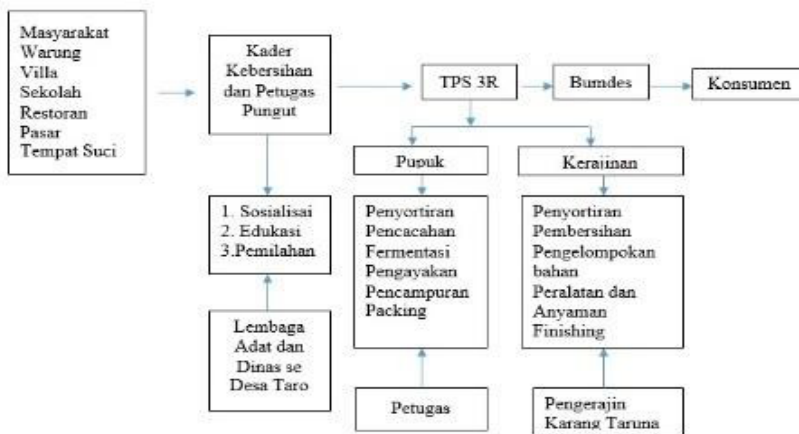 Masyarakat
Warung
Villa
Sekolah
Restoran
Pasar
Tempat Suci
Kader
Kebersihan
dan Petugas
Pungut
TPS 3R
Bumdes
Konsumen
Pupuk
Kerajinan
1. Sosialisai
2. Edukasi
3.Pemilahan
Penyortiran
Pencacahan
Fermentasi
Pengayakan
Pencampuran
Packing
Penyortiran
Pembersihan
Pengelompokan
bahan
Peralatan dan
Anyaman
Finishing
Lembaga
Adat dan
Dinas se
Desa Taro
Petugas
Pengerajin
Karang Taruna